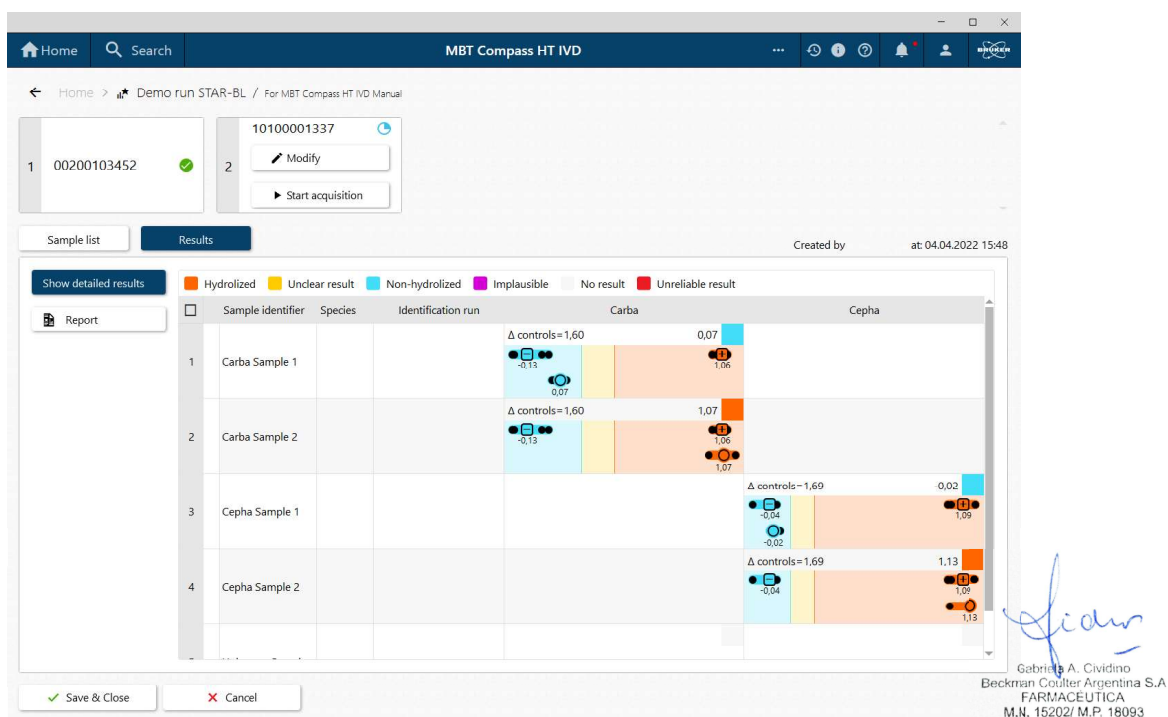 Home
Search
MBT Compass HT IVD
BRUKER
Home > Demo run STAR-BL / For MBT Compass HT IVD Manual
1
00200103452
2
10100001337
Modify
Start acquisition
Sample list
Results
Created by
at: 04.04.2022 15:48
Show detailed results
Report
Hydrolized
Unclear result
Non-hydrolized
Implausible
No result
Unreliable result
Sample identifier
Species
Identification run
Carba
Cepha
1
Carba Sample 1
Δ controls=1,60
0,07
-0,13
1,06
0,07
2
Carba Sample 2
Δ controls=1,60
1,07
-0,13
1,06
1,07
3
Cepha Sample 1
Δ controls=1,69
-0,02
-0,04
1,09
-0,02
4
Cepha Sample 2
Δ controls=1,69
1,13
-0,04
1,09
1,13
Save & Close
Cancel
Gabriela A. Cividino
Beckman Coulter Argentina S.A
FARMACÉUTICA
M.N. 15202/ M.P. 18093